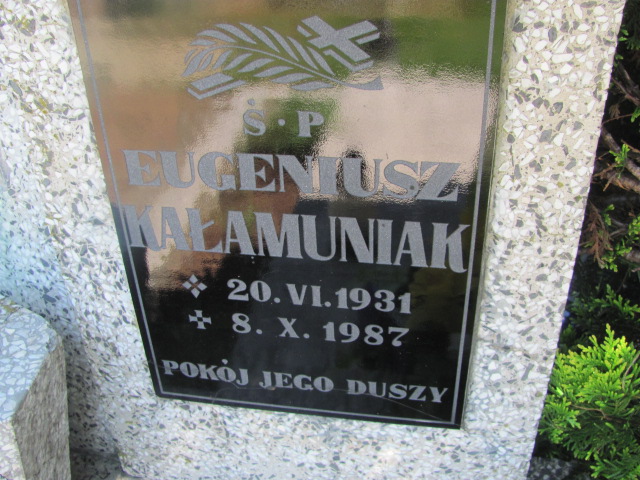 Ś·P
EUGENIUSZ
KAŁAMUNIAK
20.VI.1931
8.X.1987
POKÓJ JEGO DUSZY